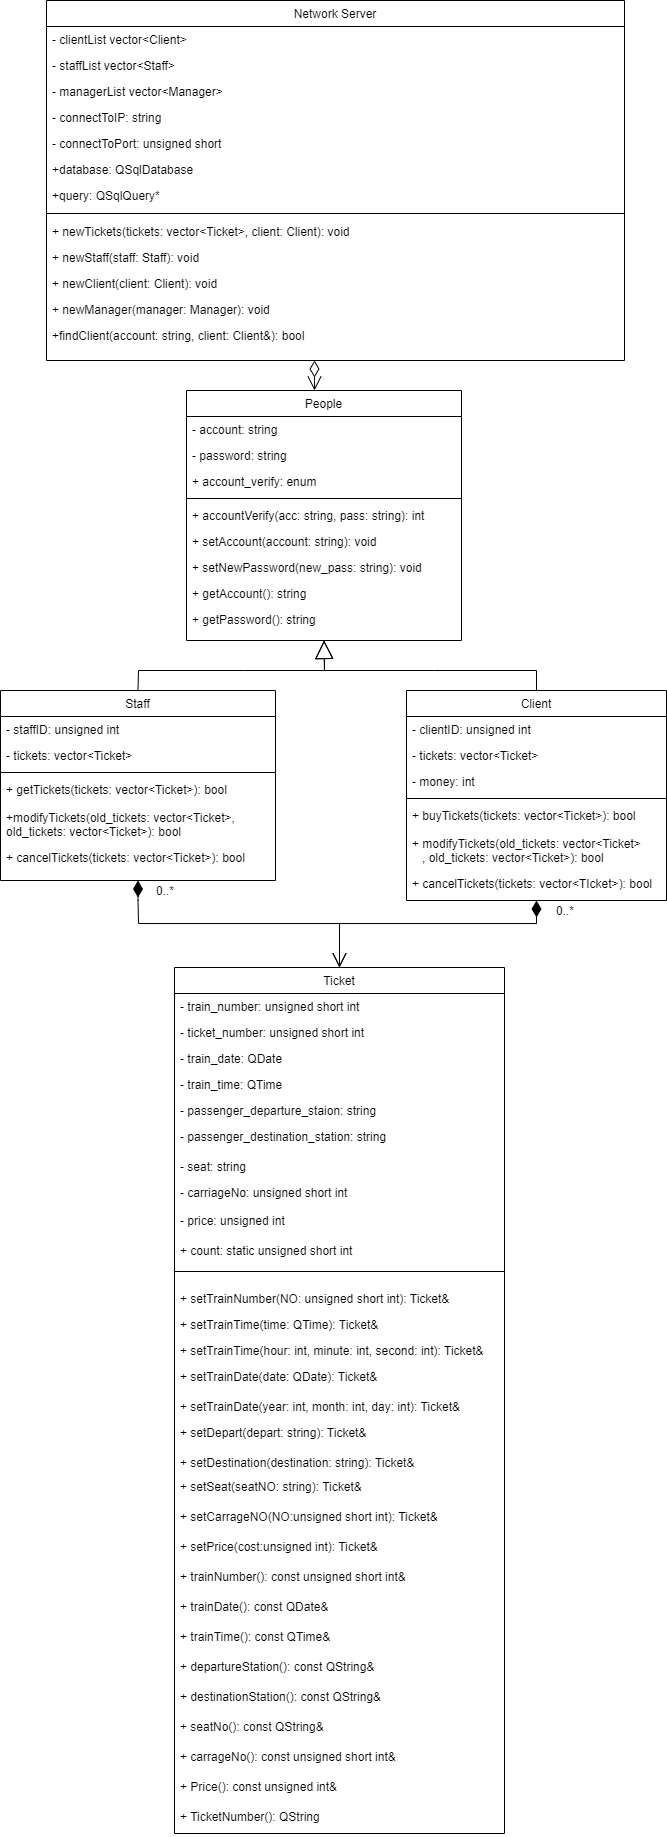 Network Server
- clientList vector<Client>
- staffList vector<Staff>
- managerList vector<Manager>
- connectToIP: string
- connectToPort: unsigned short
+database: QSqlDatabase
+query: QSqlQuery*
+ newTickets(tickets: vector<Ticket>, client: Client): void
+ newStaff(staff: Staff): void
+ newClient(client: Client): void
+ newManager(manager: Manager): void
+findClient(account: string, client: Client&): bool
People
- account: string
- password: string
+ account_verify: enum
+ accountVerify(acc: string, pass: string): int
+ setAccount(account: string): void
+ setNewPassword(new_pass: string): void
+ getAccount(): string
+ getPassword(): string
Staff
- staffID: unsigned int
- tickets: vector<Ticket>
+ getTickets(tickets: vector<Ticket>): bool
+modifyTickets(old_tickets: vector<Ticket>,
old_tickets: vector<Ticket>): bool
+ cancelTickets(tickets: vector<Ticket>): bool
0..*
Client
- clientID: unsigned int
- tickets: vector<Ticket>
- money: int
+ buyTickets(tickets: vector<Ticket>): bool
+ modifyTickets(old_tickets: vector<Ticket>
, old_tickets: vector<Ticket>): bool
+ cancelTickets(tickets: vector<TIcket>): bool
0..*
Ticket
- train_number: unsigned short int
- ticket_number: unsigned short int
- train_date: QDate
- train_time: QTime
- passenger_departure_staion: string
- passenger_destination_station: string
- seat: string
- carriageNo: unsigned short int
- price: unsigned int
+ count: static unsigned short int
+ setTrainNumber(NO: unsigned short int): Ticket&
+ setTrainTime(time: QTime): Ticket&
+ setTrainTime(hour: int, minute: int, second: int): Ticket&
+ setTrainDate(date: QDate): Ticket&
+ setTrainDate(year: int, month: int, day: int): Ticket&
+ setDepart(depart: string): Ticket&
+ setDestination(destination: string): Ticket&
+ setSeat(seatNO: string): Ticket&
+ setCarrageNO(NO:unsigned short int): Ticket&
+ setPrice(cost:unsigned int): Ticket&
+ trainNumber(): const unsigned short int&
+ trainDate(): const QDate&
+ trainTime(): const QTime&
+ departureStation(): const QString&
+ destinationStation(): const QString&
+ seatNo(): const QString&
+ carrageNo(): const unsigned short int&
+ Price(): const unsigned int&
+ TicketNumber(): QString